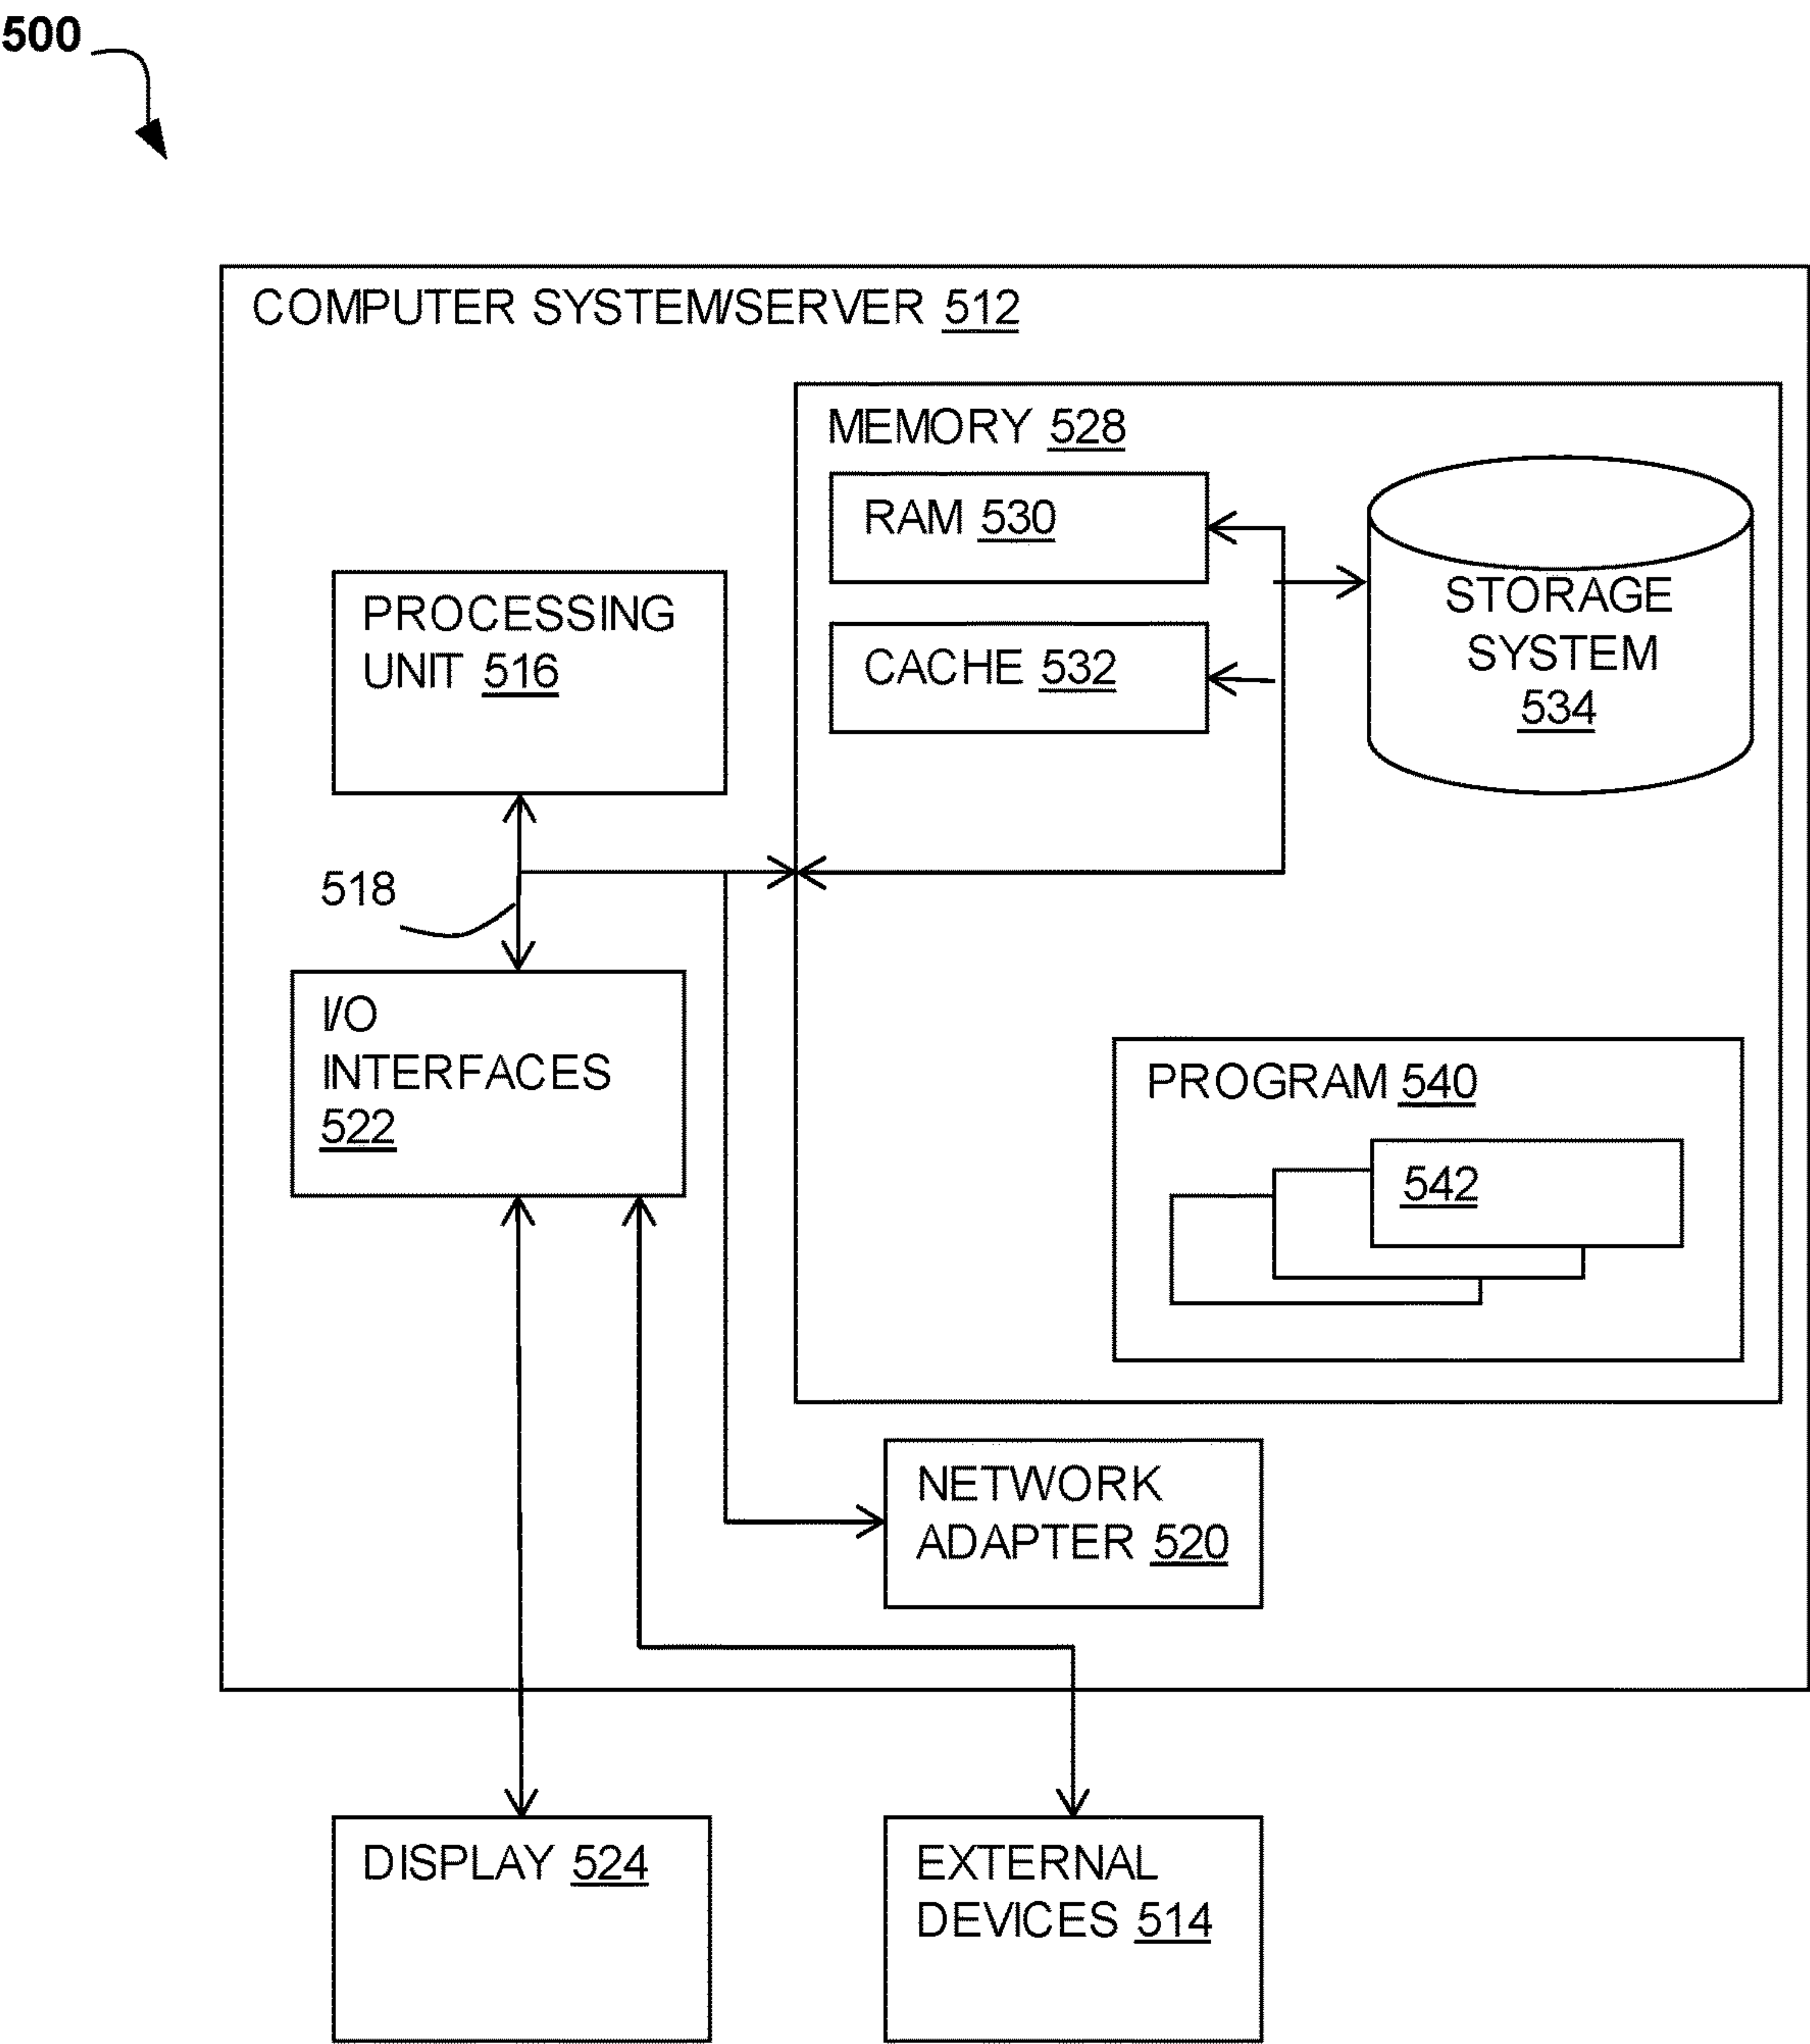 500
COMPUTER SYSTEM/SERVER 512
MEMORY 528
RAM 530
CACHE 532
STORAGE
SYSTEM
534
PROCESSING
UNIT 516
518
I/O
INTERFACES
522
PROGRAM 540
542
NETWORK
ADAPTER 520
DISPLAY 524
EXTERNAL
DEVICES 514